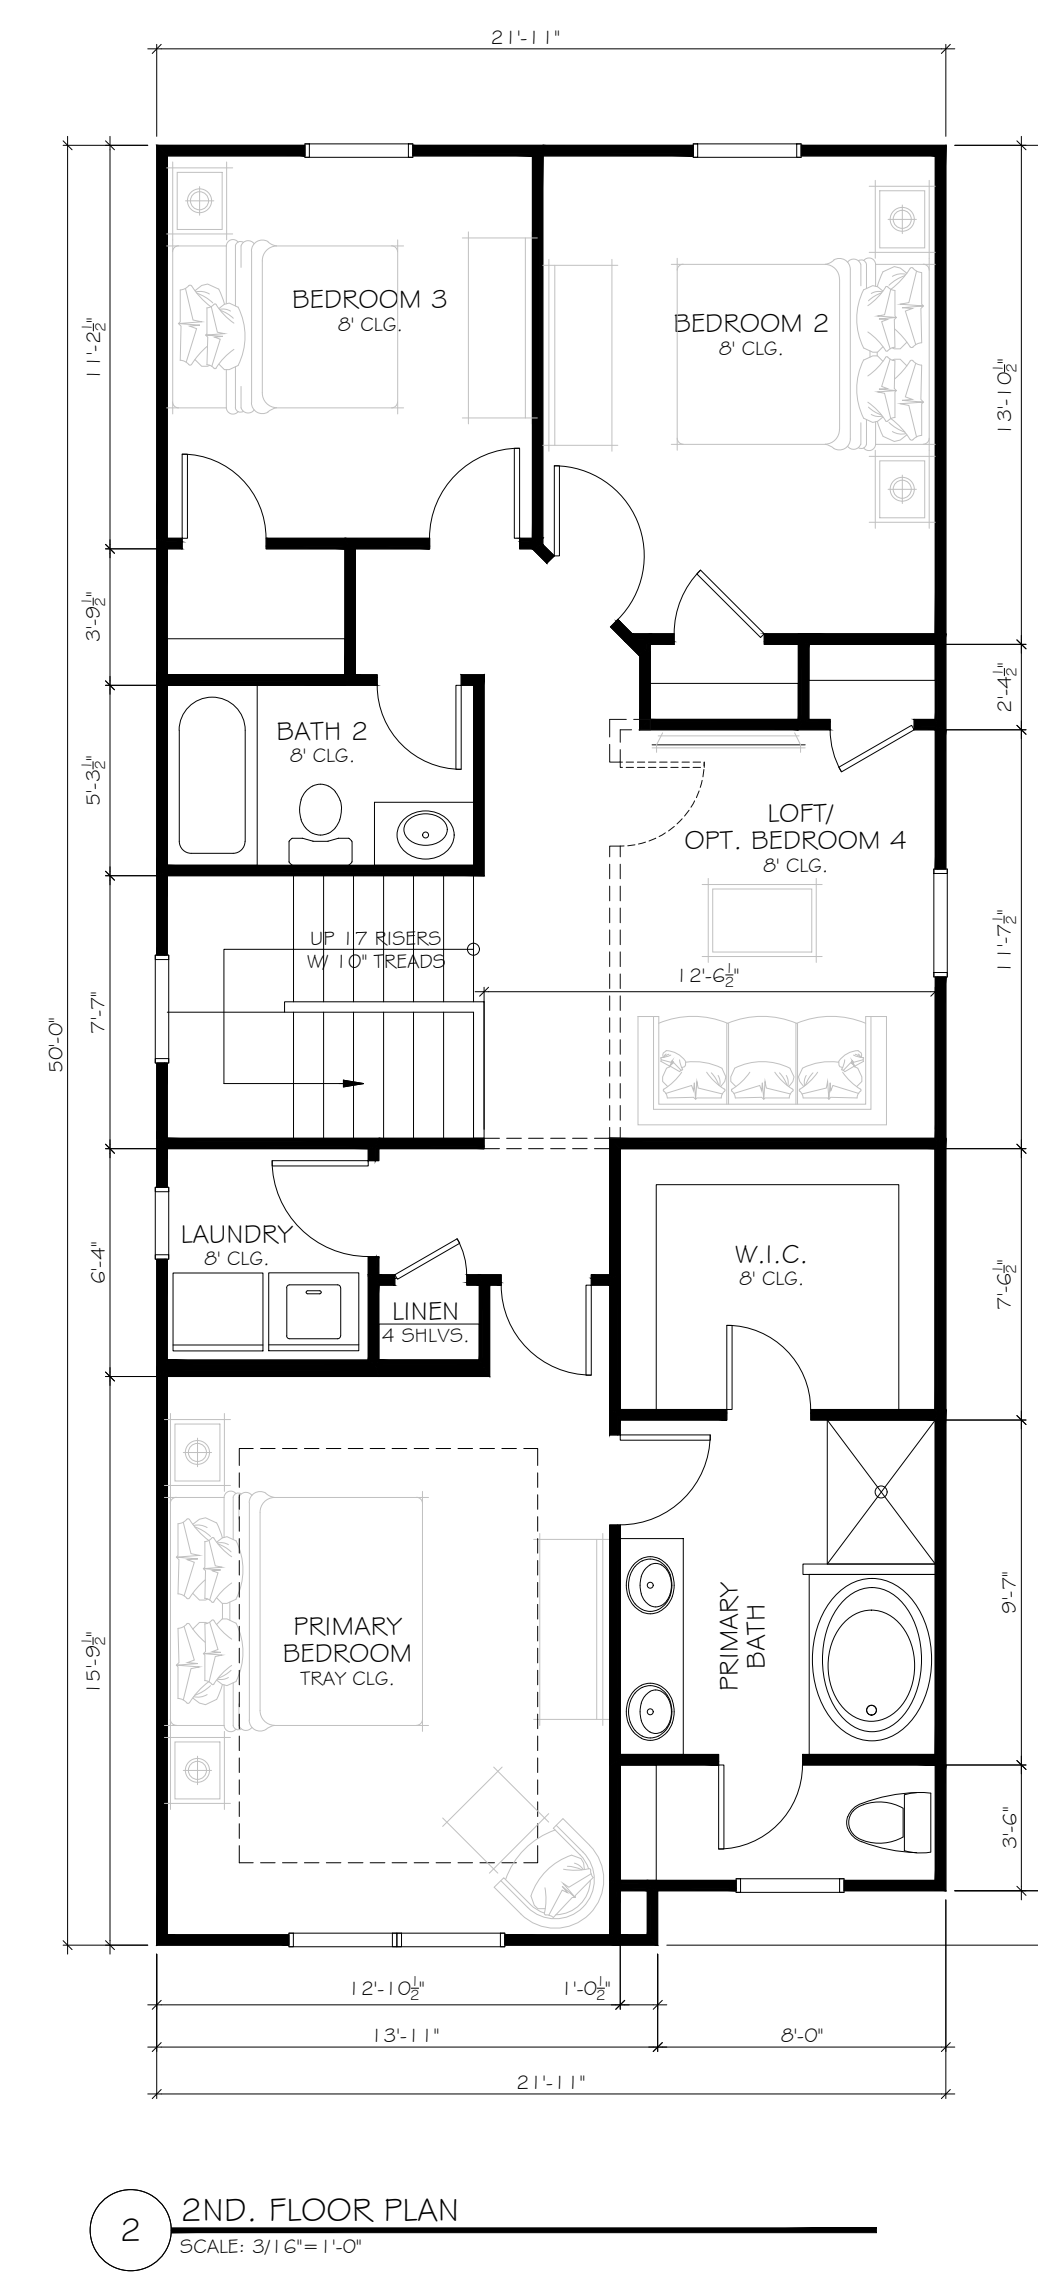 21'-11"
BEDROOM 3
8' CLG.
BEDROOM 2
8' CLG.
11'-2½"
13'-10½"
3'-9½"
2'-4½"
BATH 2
8' CLG.
5'-3½"
LOFT/
OPT. BEDROOM 4
8' CLG.
UP 17 RISERS
W/ 10" TREADS
11'-7½"
12'-6½"
7'-7"
50'-0"
LAUNDRY
8' CLG.
W.I.C.
8' CLG.
6'-4"
7'-6½"
LINEN
4 SHLVS.
PRIMARY
BEDROOM
TRAY CLG.
PRIMARY
BATH
15'-9½"
9'-7"
3'-6"
12'-10½"
1'-0½"
13'-11"
8'-0"
21'-11"
2
2ND. FLOOR PLAN
SCALE: 3/16"=1'-0"